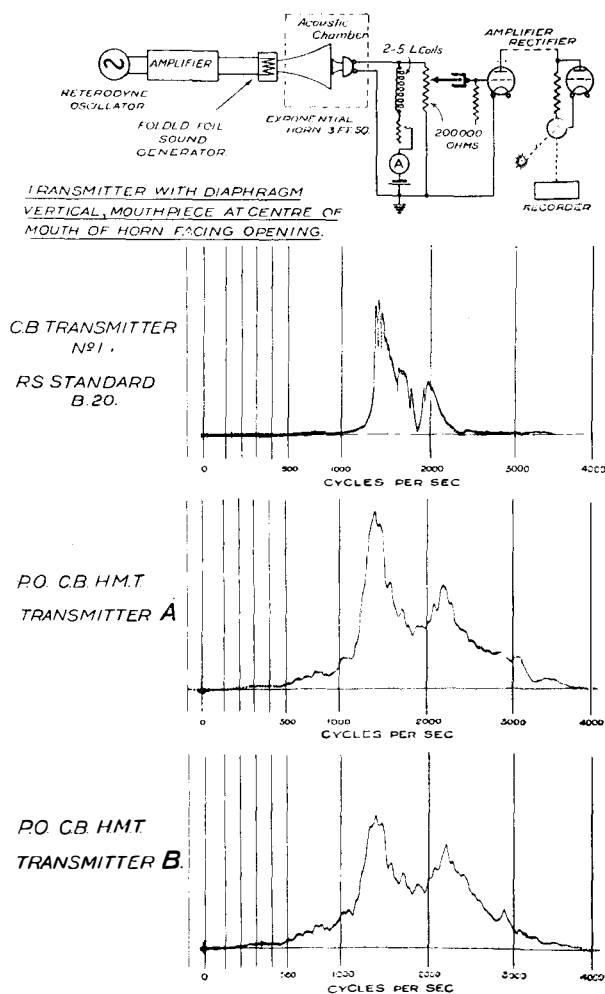 Acoustic
Chamber
2-5 L Coils
AMPLIFIER
RECTIFIER
AMPLIFIER
HETERODYNE
OSCILLATOR
FOLDED FOIL
SOUND
GENERATOR.
EXPONENTIAL
HORN 3 FT. SQ.
A
200000
OHMS
RECORDER
TRANSMITTER WITH DIAPHRAGM
VERTICAL, MOUTHPIECE AT CENTRE OF
MOUTH OF HORN FACING OPENING.
C.B TRANSMITTER
Nº1.
RS STANDARD
B.20.
0 500 1000 2000 3000 4000
CYCLES PER SEC
P.O. C.B. H.M.T.
TRANSMITTER A
0 500 1000 2000 3000 4000
CYCLES PER SEC
P.O. C.B. H.M.T.
TRANSMITTER B.
0 1000 2000 3000 4000
CYCLES PER SEC